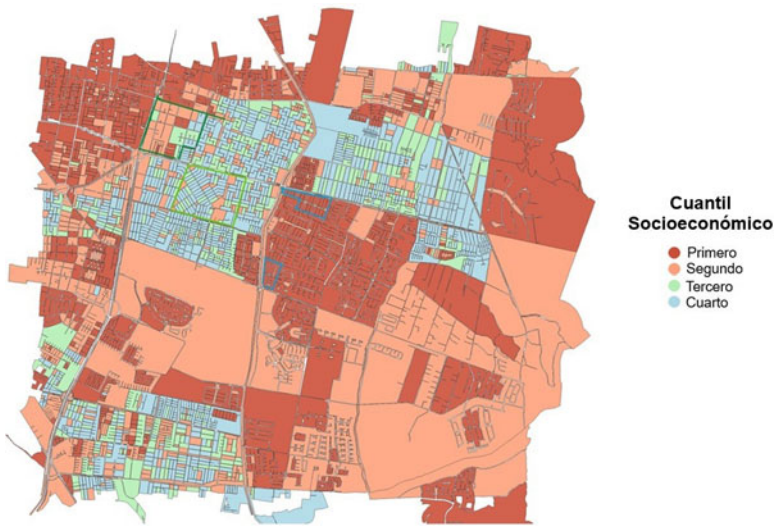 Cuantil
Socioeconómico
Primero
Segundo
Tercero
Cuarto